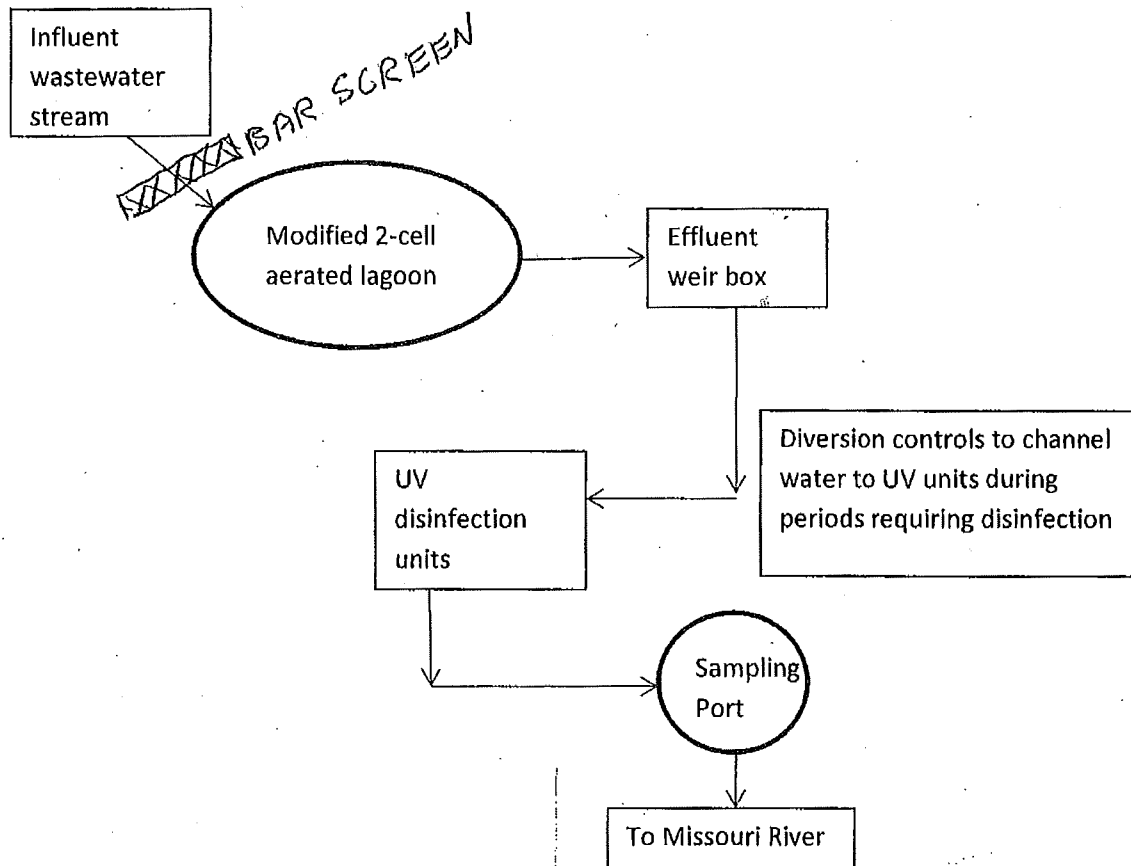 Influent
wastewater
stream
BAR SCREEN
Modified 2-cell
aerated lagoon
Effluent
weir box
Diversion controls to channel
water to UV units during
periods requiring disinfection
UV
disinfection
units
Sampling
Port
To Missouri River